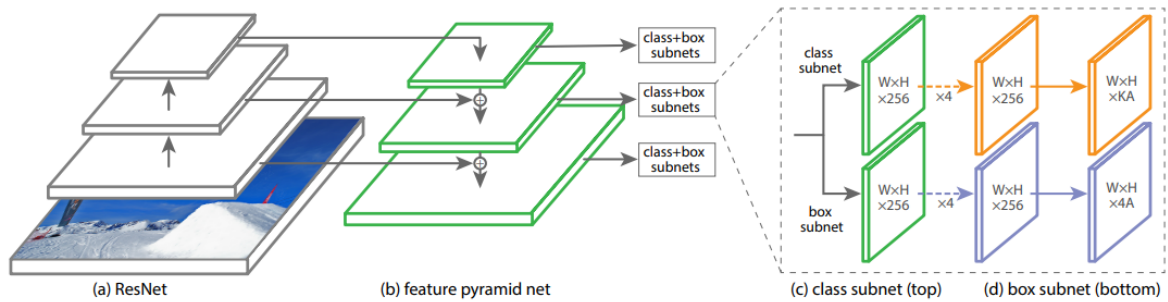 class+box
subnets
class+box
subnets
class+box
subnets
class
subnet
W×H
×256
×4
W×H
×256
W×H
×KA
box
subnet
W×H
×256
×4
W×H
×256
W×H
×4A
(a) ResNet
(b) feature pyramid net
(c) class subnet (top)
(d) box subnet (bottom)